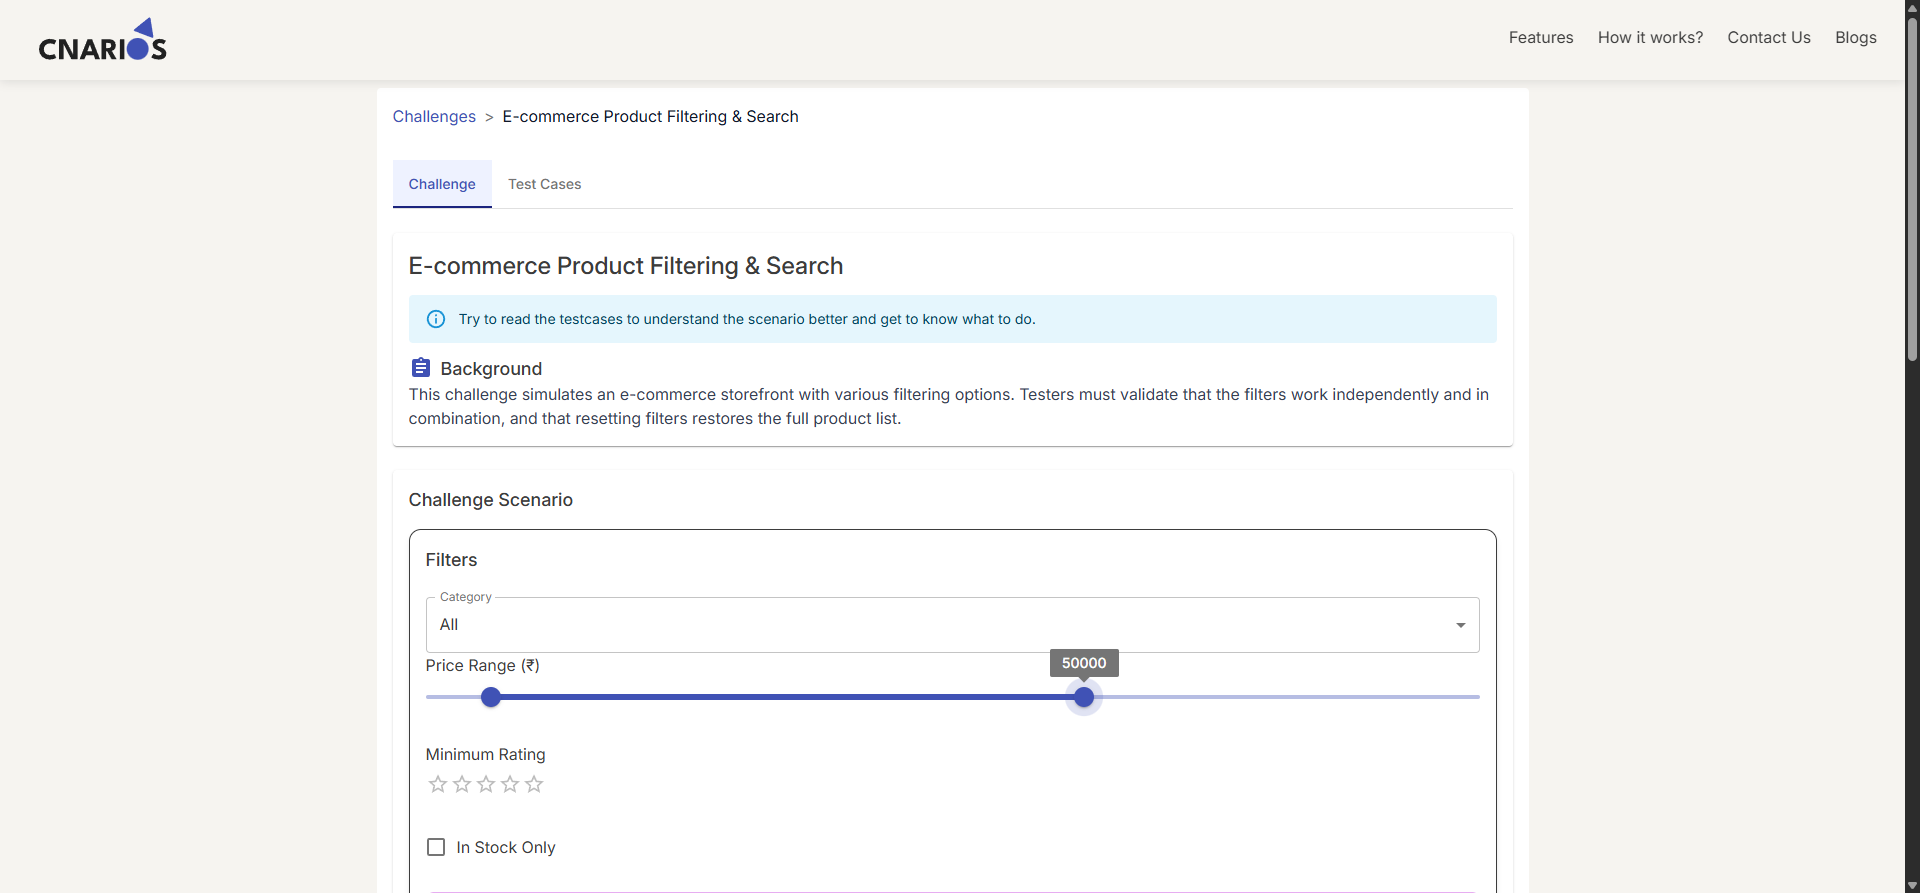 CNARIOS
Features
How it works?
Contact Us
Blogs
Challenges > E-commerce Product Filtering & Search
Challenge
Test Cases
E-commerce Product Filtering & Search
Try to read the testcases to understand the scenario better and get to know what to do.
Background
This challenge simulates an e-commerce storefront with various filtering options. Testers must validate that the filters work independently and in
combination, and that resetting filters restores the full product list.
Challenge Scenario
Filters
Category
All
Price Range (₹)
50000
Minimum Rating
In Stock Only